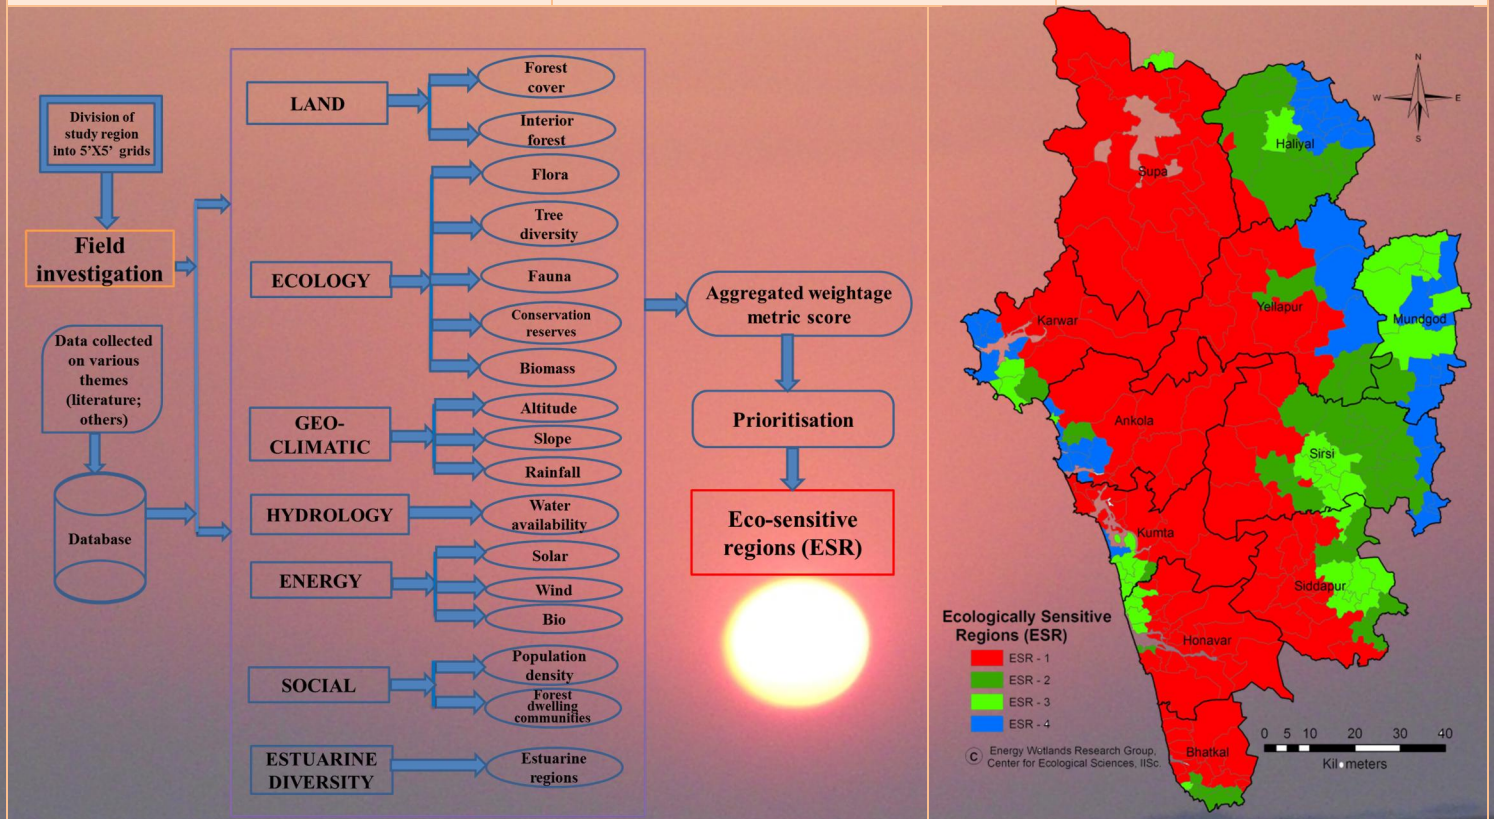 Division of
study region
into 5'X5' grids
Field
investigation
Data collected
on various
themes
(literature;
others)
Database
LAND
Forest
cover
Interior
forest
ECOLOGY
Flora
Tree
diversity
Fauna
Conservation
reserves
Biomass
GEO-
CLIMATIC
Altitude
Slope
Rainfall
HYDROLOGY
Water
availability
ENERGY
Solar
Wind
Bio
SOCIAL
Population
density
Forest
dwelling
communities
ESTUARINE
DIVERSITY
Estuarine
regions
Aggregated weightage
metric score
Prioritisation
Eco-sensitive
regions (ESR)
N
W
E
S
Haliyal
Supa
Yellapur
Mundgod
Karwar
Ankola
Sirsi
Kumta
Siddapur
Honavar
Bhatkal
Ecologically Sensitive
Regions (ESR)
ESR - 1
ESR - 2
ESR - 3
ESR - 4
C Energy Wetlands Research Group,
Center for Ecological Sciences, IISc.
0 5 10 20 30 40
Kilometers